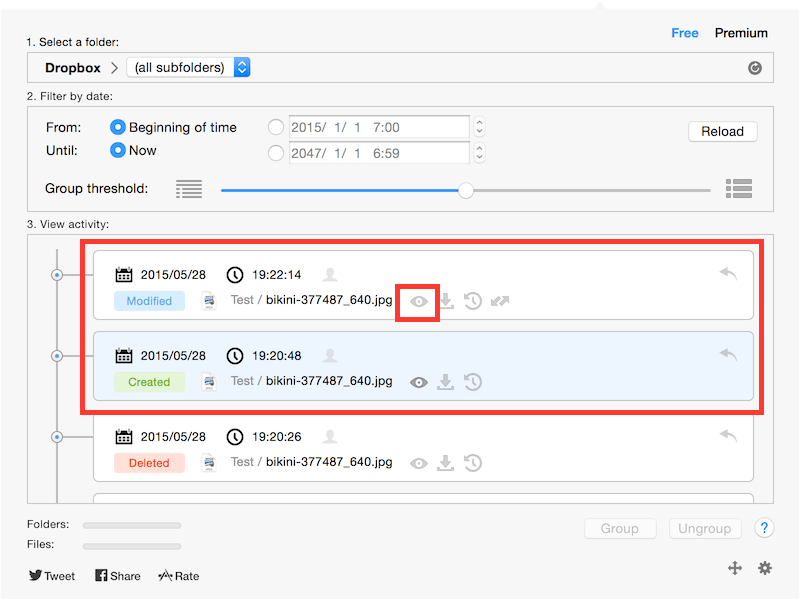 Free Premium
1. Select a folder:
Dropbox (all subfolders)
2. Filter by date:
From: Beginning of time 2015/ 1/ 1 7:00
Until: Now 2047/ 1/ 1 6:59
Reload
Group threshold:
3. View activity:
2015/05/28 19:22:14
Modified Test / bikini-377487_640.jpg
2015/05/28 19:20:48
Created Test / bikini-377487_640.jpg
2015/05/28 19:20:26
Deleted Test / bikini-377487_640.jpg
Folders:
Files:
Group Ungroup ?
Tweet Share Rate